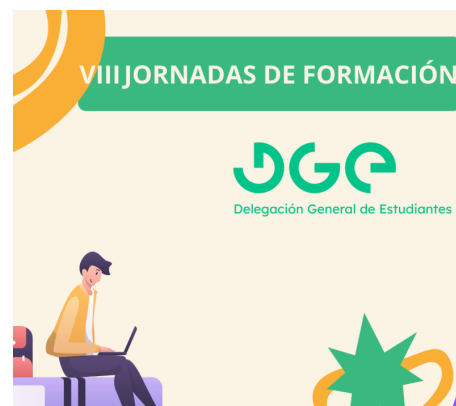 VIII JORNADAS DE FORMACIÓN
DGE
Delegación General de Estudiantes